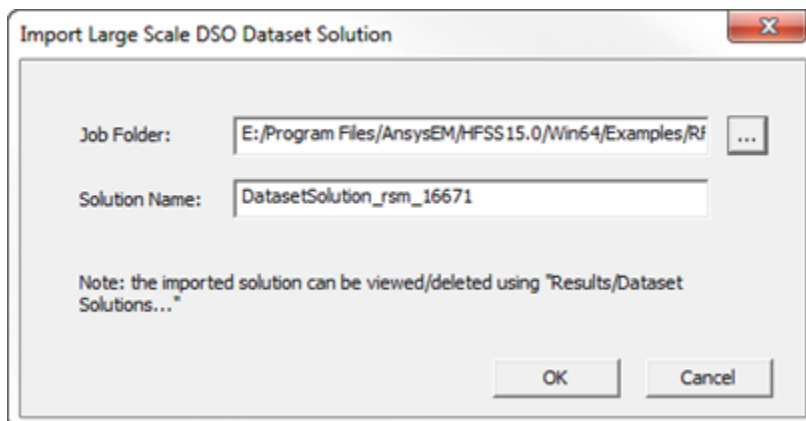 Import Large Scale DSO Dataset Solution
Job Folder: E:/Program Files/AnsysEM/HFSS15.0/Win64/Examples/RF ...
Solution Name: DatasetSolution_rsm_16671
Note: the imported solution can be viewed/deleted using "Results/Dataset
Solutions..."
OK Cancel